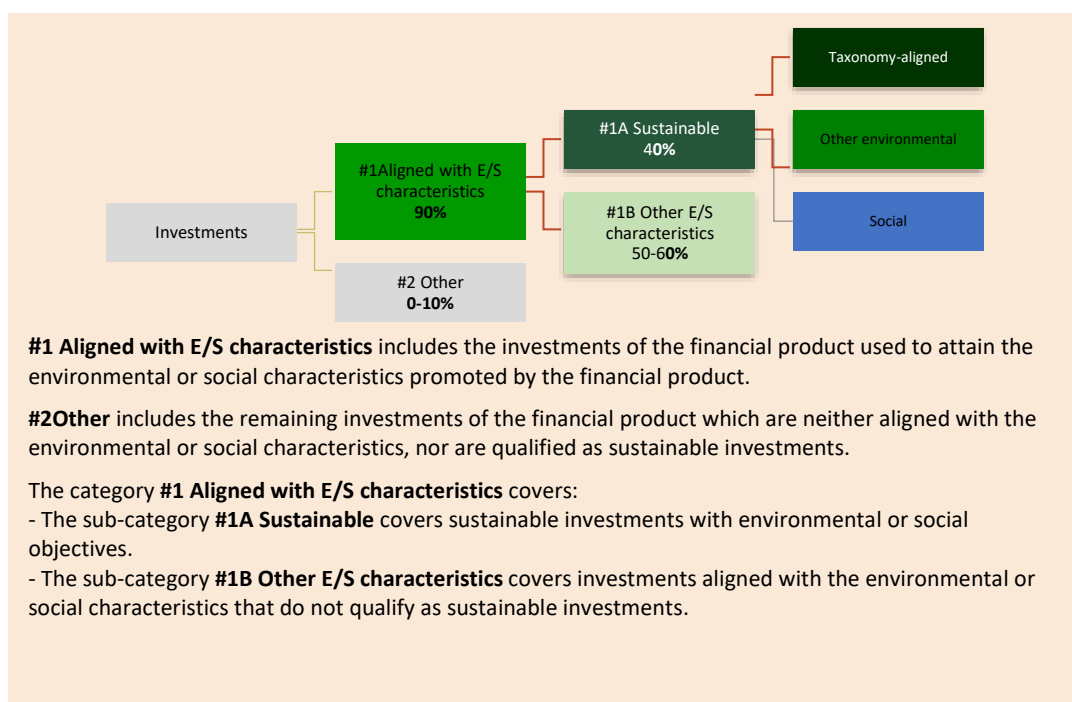 Taxonomy-aligned
#1A Sustainable
40%
Other environmental
#1Aligned with E/S
characteristics
90%
#1B Other E/S
characteristics
50-60%
Social
Investments
#2 Other
0-10%
#1 Aligned with E/S characteristics includes the investments of the financial product used to attain the
environmental or social characteristics promoted by the financial product.
#2Other includes the remaining investments of the financial product which are neither aligned with the
environmental or social characteristics, nor are qualified as sustainable investments.
The category #1 Aligned with E/S characteristics covers:
- The sub-category #1A Sustainable covers sustainable investments with environmental or social
objectives.
- The sub-category #1B Other E/S characteristics covers investments aligned with the environmental or
social characteristics that do not qualify as sustainable investments.